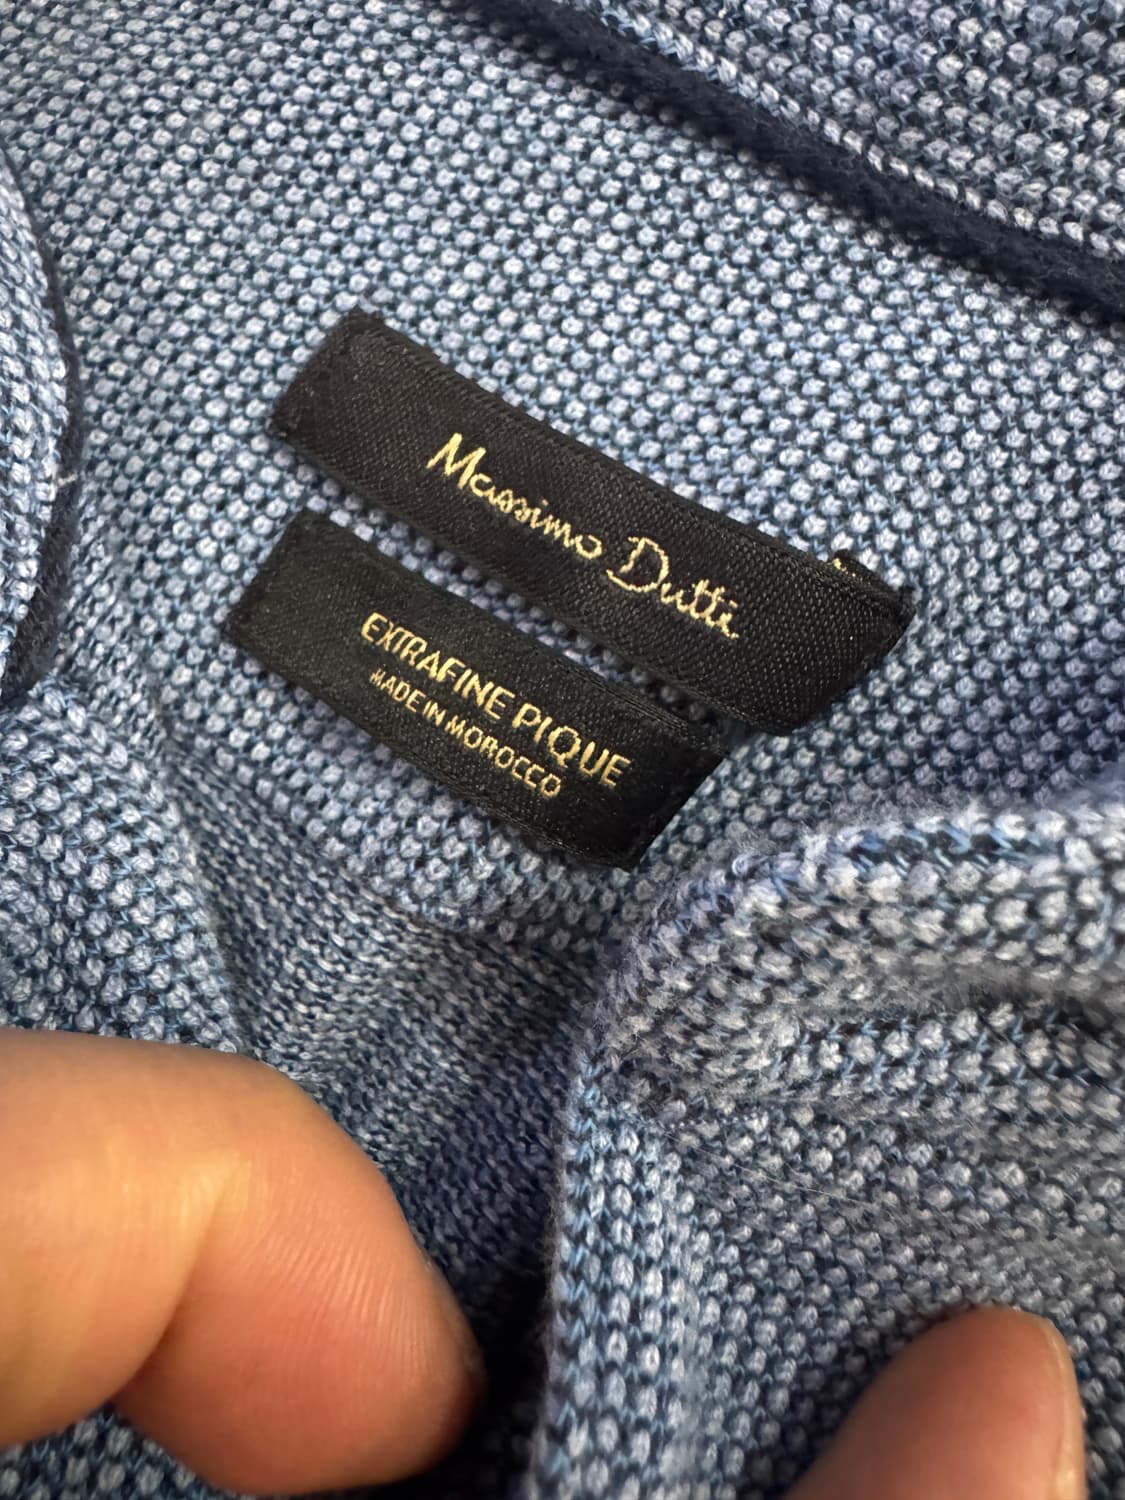 Massimo Dutti
EXTRAFINE PIQUE
MADE IN MOROCCO